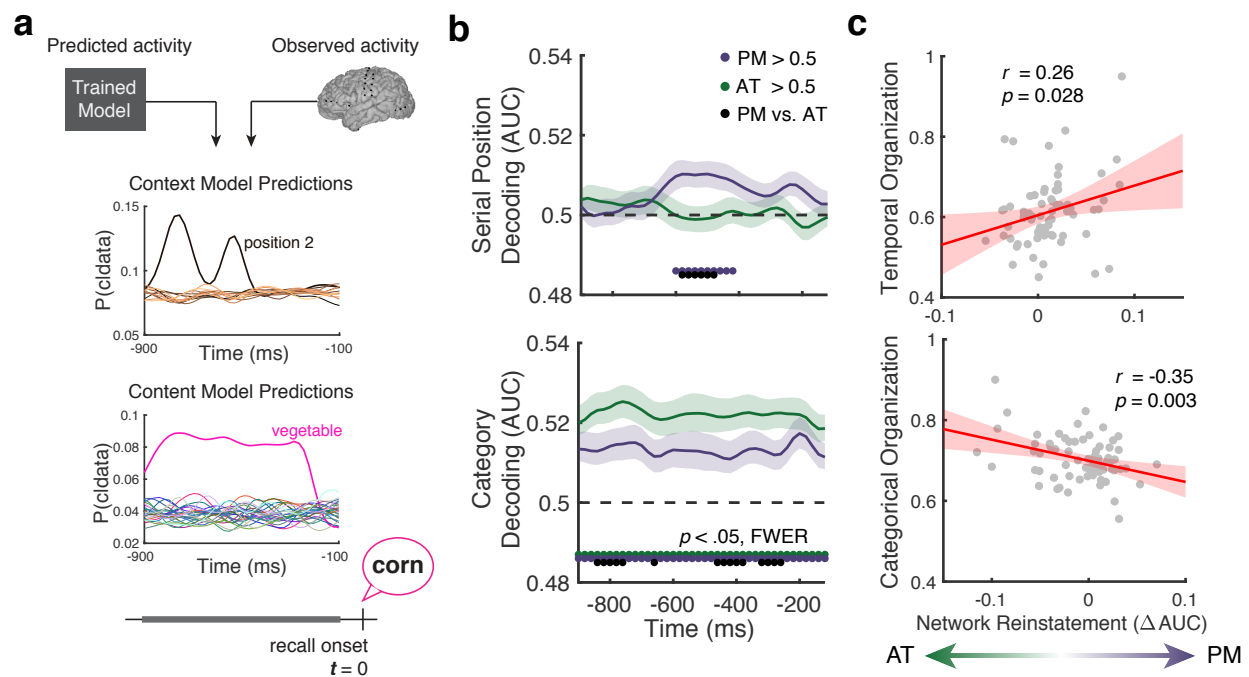 a
Predicted activity
Observed activity
Trained
Model
Context Model Predictions
0.15
0.1
0.05
P(cldata)
position 2
-900
-100
Time (ms)
Content Model Predictions
0.1
0.08
0.06
0.04
0.02
P(cldata)
vegetable
-900
-100
Time (ms)
corn
recall onset
t = 0
b
0.54
0.52
0.5
0.48
Serial Position
Decoding (AUC)
PM > 0.5
AT > 0.5
PM vs. AT
0.54
0.52
0.5
0.48
Category
Decoding (AUC)
p < .05, FWER
-800
-600
-400
-200
Time (ms)
c
1
0.8
0.6
0.4
Temporal Organization
r = 0.26
p = 0.028
-0.1
0
0.1
1
0.8
0.6
0.4
Categorical Organization
r = -0.35
p = 0.003
-0.1
0
0.1
Network Reinstatement (Δ AUC)
AT
PM